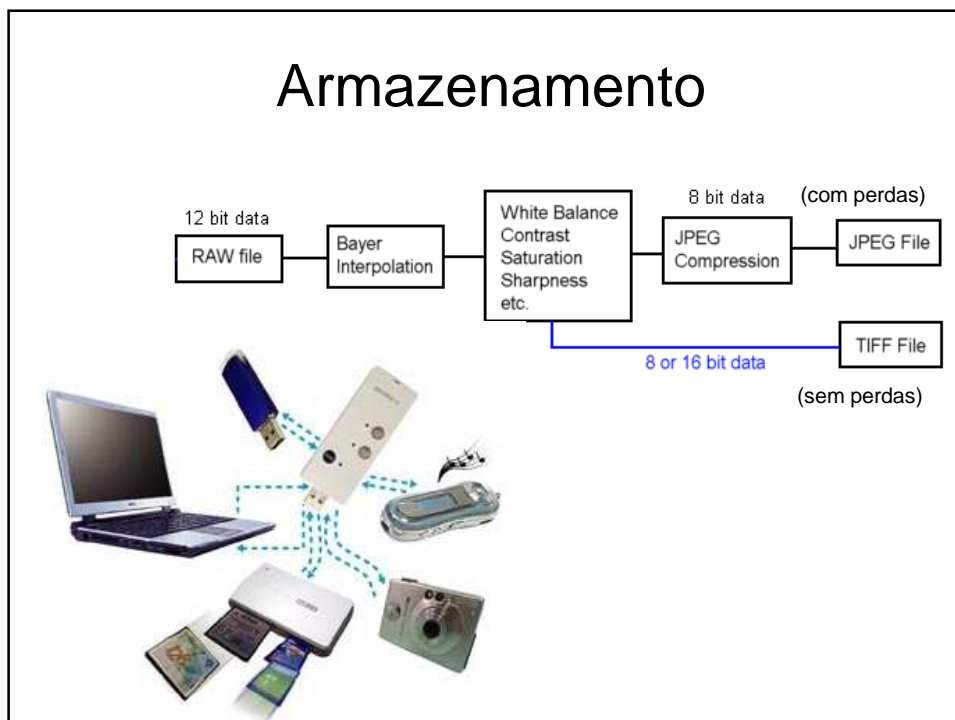 Armazenamento
12 bit data
RAW file
Bayer
Interpolation
White Balance
Contrast
Saturation
Sharpness
etc.
8 bit data
JPEG
Compression
(com perdas)
JPEG File
8 or 16 bit data
TIFF File
(sem perdas)